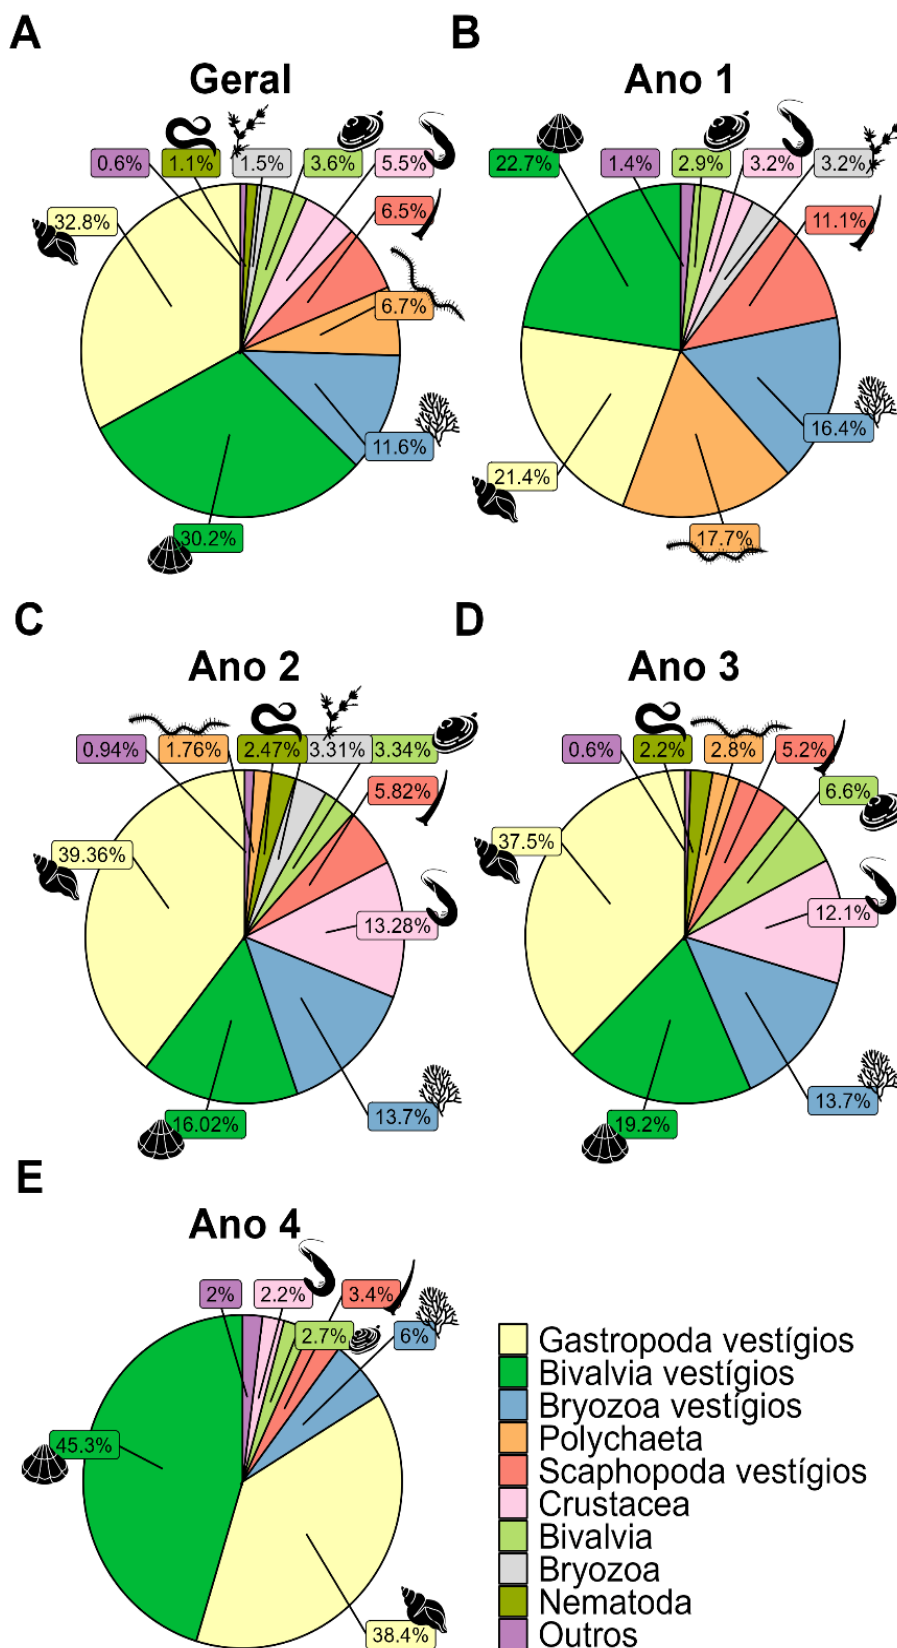 A
B
Geral
Ano 1
0.6%
1.1%
1.5%
3.6%
5.5%
22.7%
1.4%
2.9%
3.2%
3.2%
32.8%
6.5%
11.1%
6.7%
11.6%
16.4%
21.4%
30.2%
17.7%
C
D
Ano 2
Ano 3
0.94%
1.76%
2.47%
3.31%
3.34%
0.6%
2.2%
2.8%
5.2%
5.82%
6.6%
39.36%
37.5%
13.28%
12.1%
16.02%
13.7%
19.2%
13.7%
E
Ano 4
2%
2.2%
3.4%
2.7%
6%
45.3%
38.4%
Gastropoda vestígios
Bivalvia vestígios
Bryozoa vestígios
Polychaeta
Scaphopoda vestígios
Crustacea
Bivalvia
Bryozoa
Nematoda
Outros